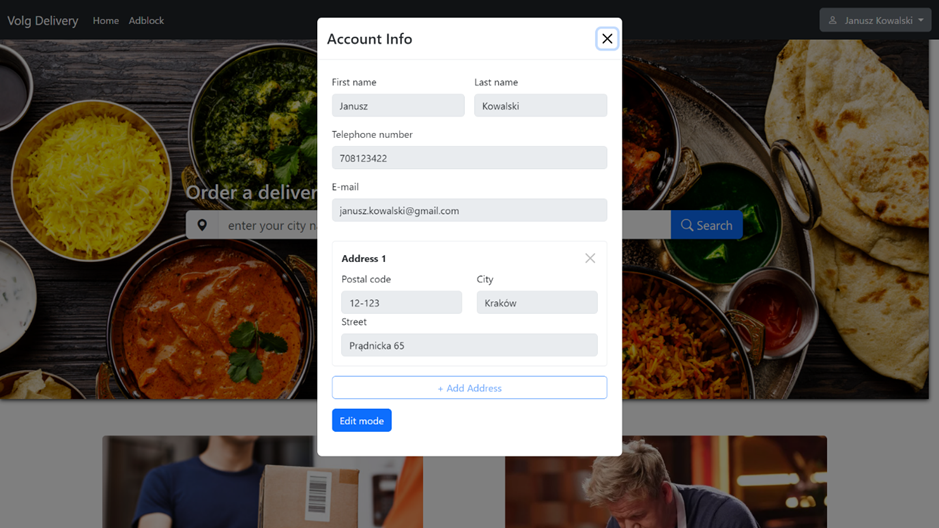 Volg Delivery Home Adblock Janusz Kowalski
Account Info
First name Last name
Janusz Kowalski
Telephone number
708123422
E-mail
janusz.kowalski@gmail.com
Order a deliver
enter your city na Search
Address 1
Postal code City
12-123 Kraków
Street
Prądnicka 65
+ Add Address
Edit mode